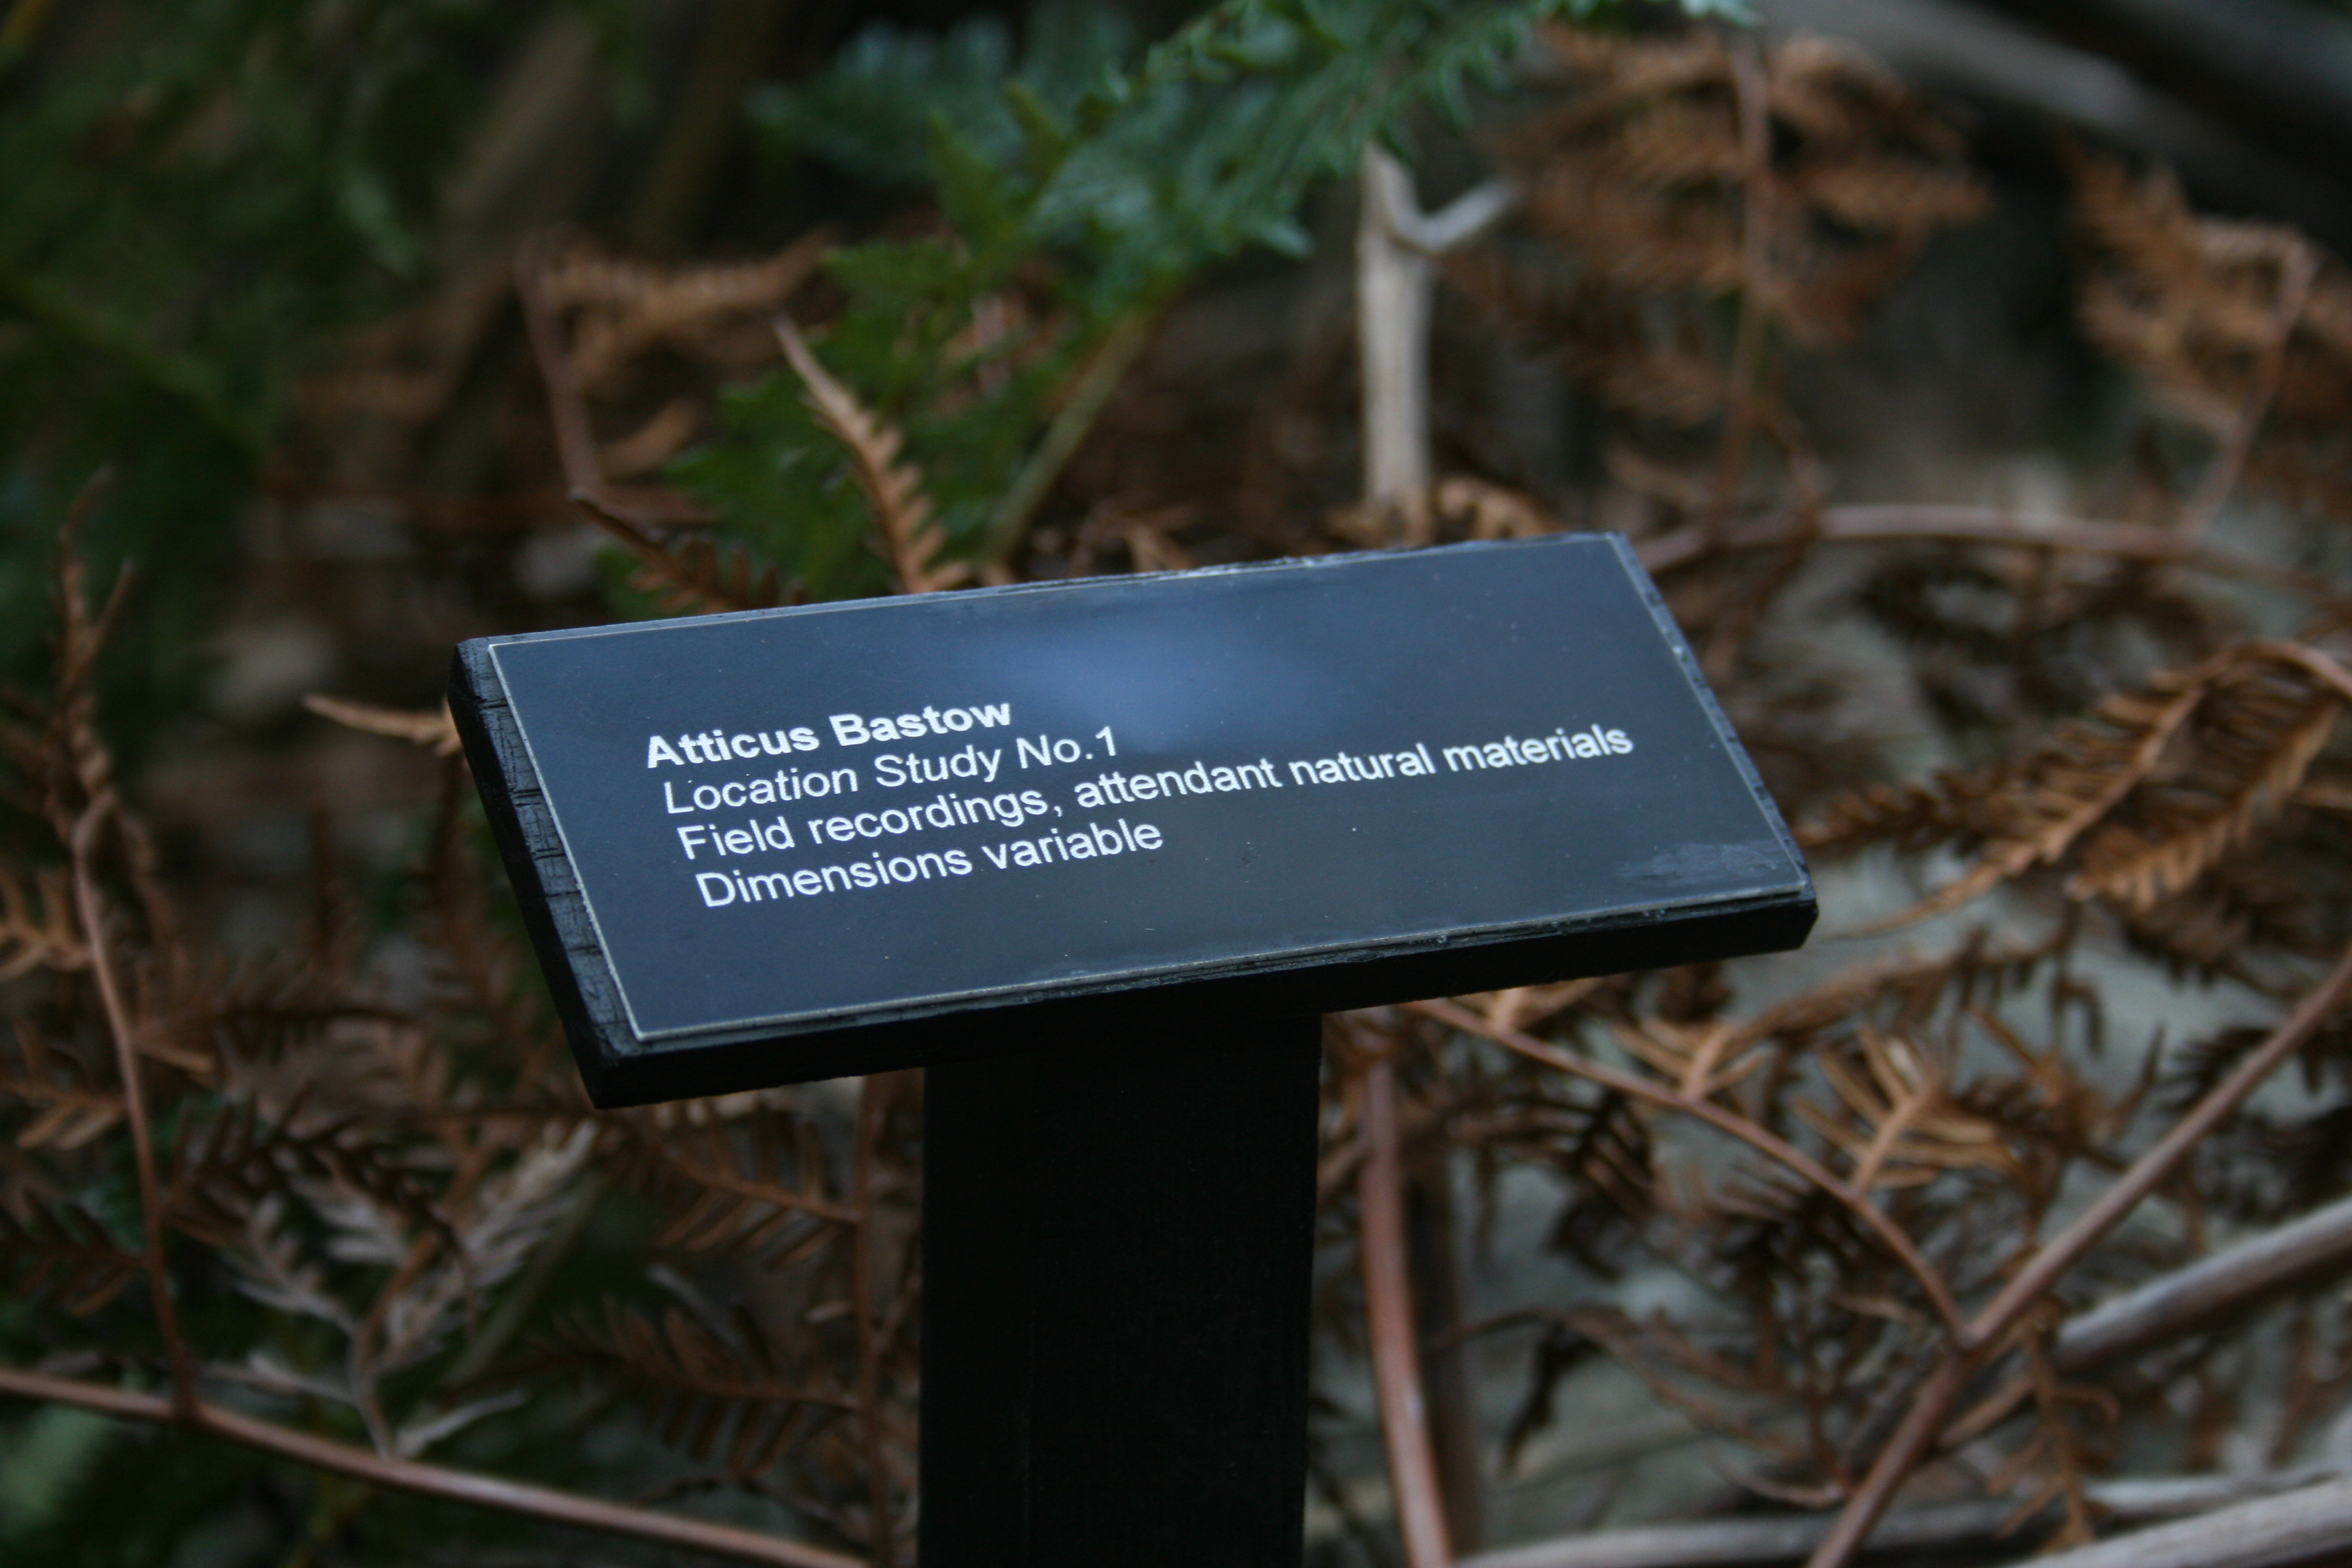 Atticus Bastow
Location Study No.1
Field recordings, attendant natural materials
Dimensions variable